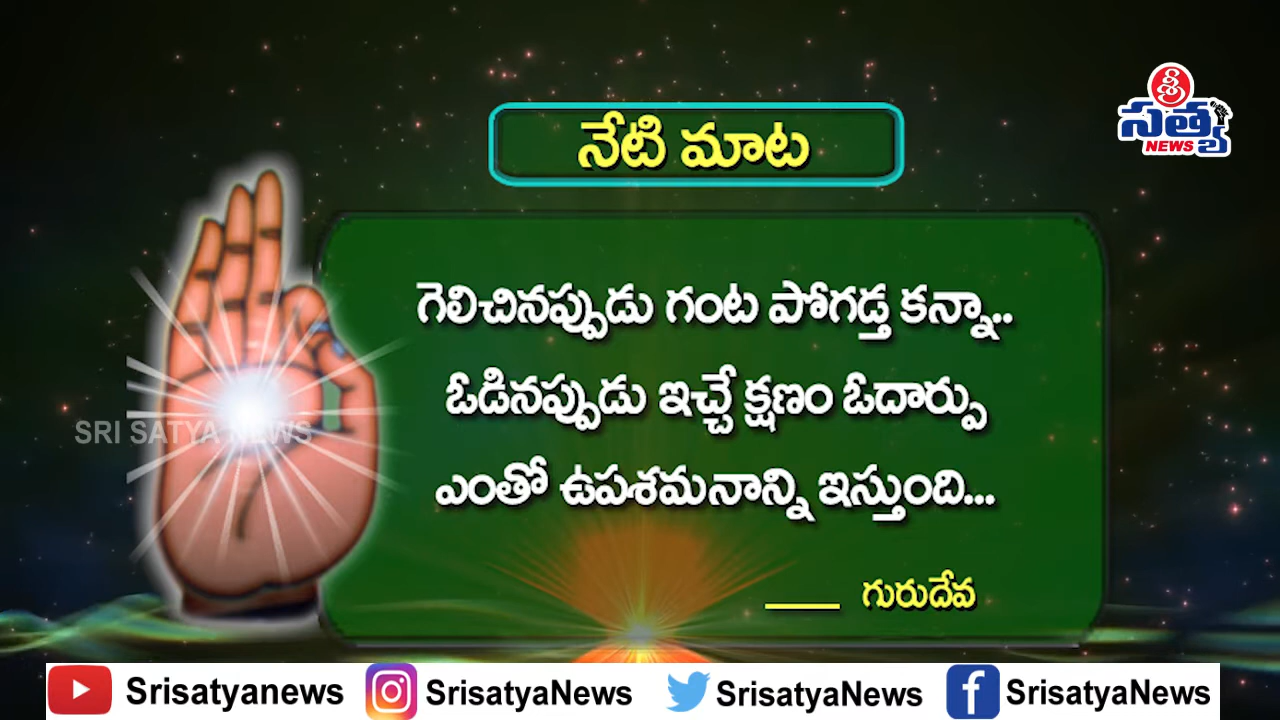 నేటి మాట
శ్రీ
సత్య
NEWS
గెలిచినప్పుడు గంట పోగడ్త కన్నా..
ఓడినప్పుడు ఇచ్చే క్షణం ఓదార్పు
ఎంతో ఉపశమనాన్ని ఇస్తుంది...
SRI SATYA NEWS
____ గురుదేవ
Srisatyanews SrisatyaNews SrisatyaNews SrisatyaNews